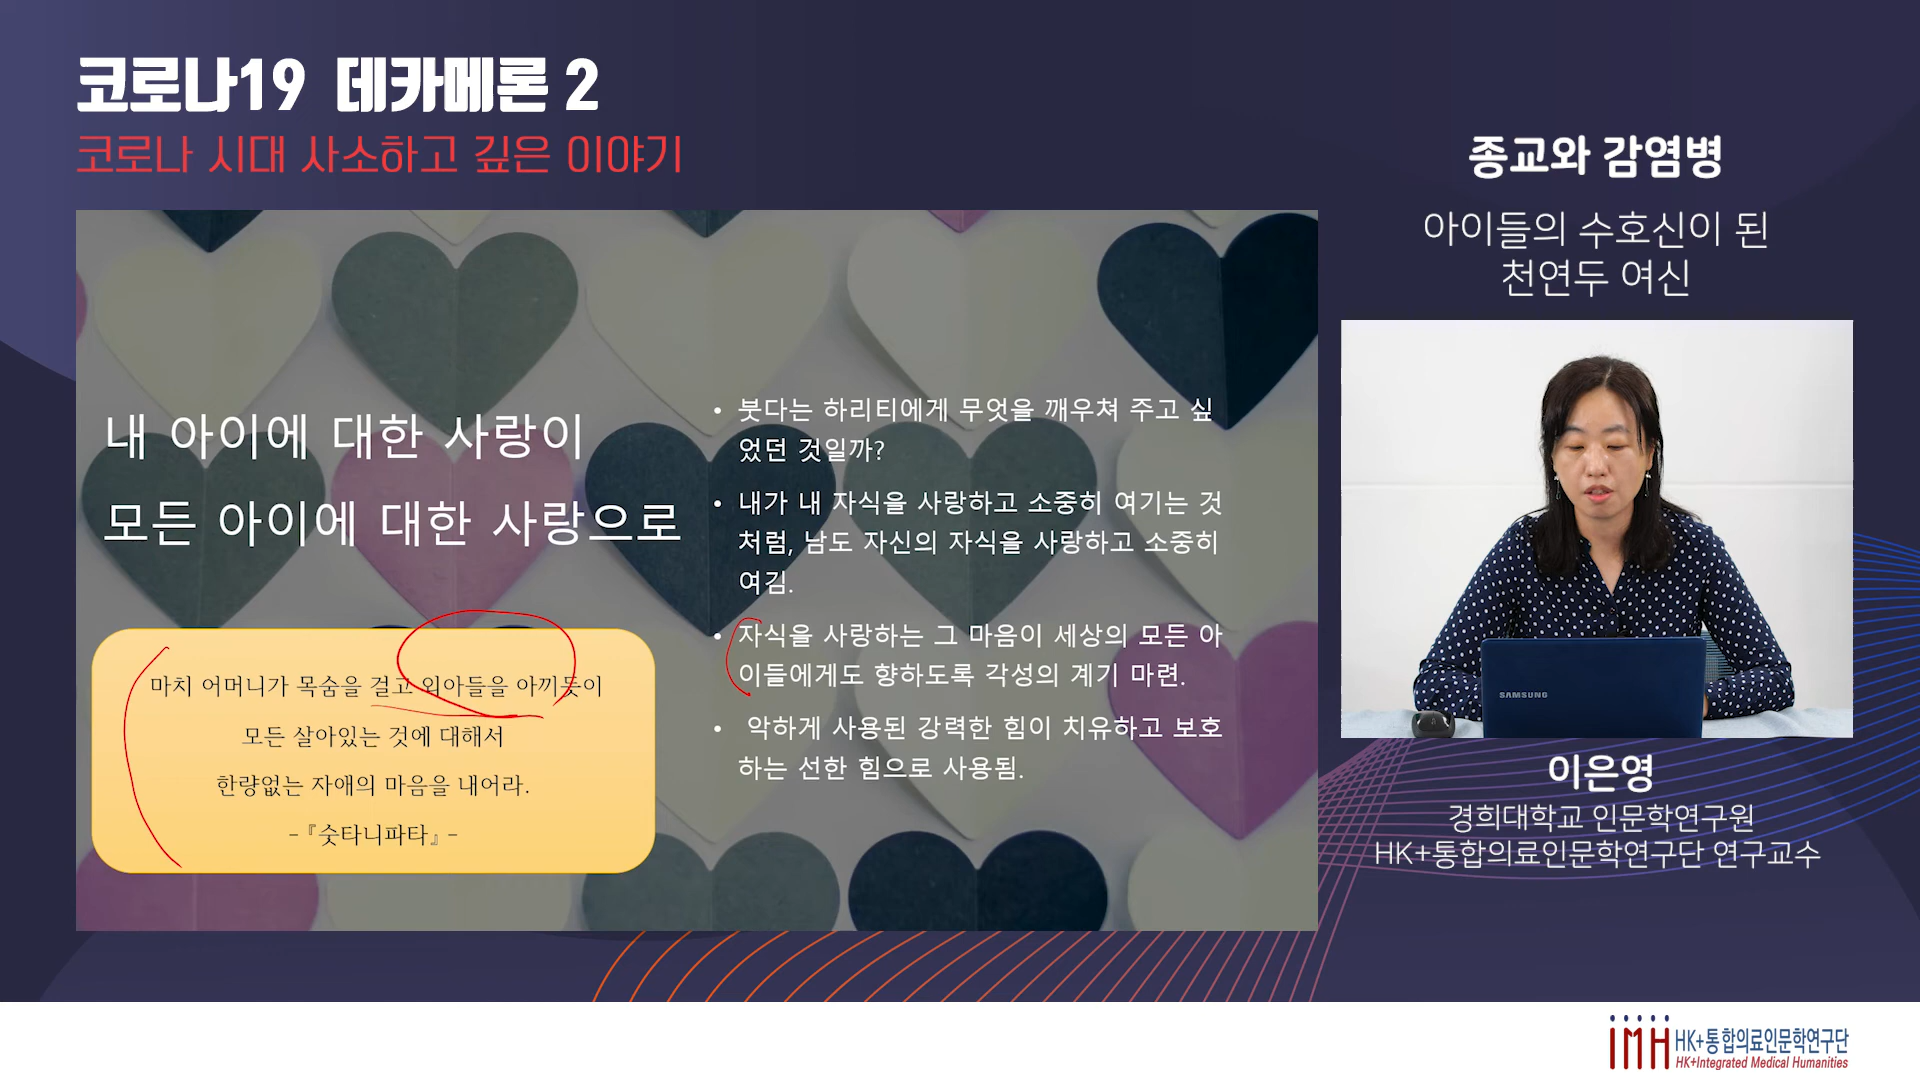 코로나19 데카메론 2
코로나 시대 사소하고 깊은 이야기
내 아이에 대한 사랑이
모든 아이에 대한 사랑으로
마치 어머니가 목숨을 걸고 외아들을 아끼듯이
모든 살아있는 것에 대해서
한량없는 자애의 마음을 내어라.
-『숫타니파타』-
• 붓다는 하리티에게 무엇을 깨우쳐 주고 싶
었던 것일까?
• 내가 내 자식을 사랑하고 소중히 여기는 것
처럼, 남도 자신의 자식을 사랑하고 소중히
여김.
• 자식을 사랑하는 그 마음이 세상의 모든 아
이들에게도 향하도록 각성의 계기 마련.
• 악하게 사용된 강력한 힘이 치유하고 보호
하는 선한 힘으로 사용됨.
종교와 감염병
아이들의 수호신이 된
천연두 여신
SAMSUNG
이은영
경희대학교 인문학연구원
HK+통합의료인문학연구단 연구교수
IMH HK+통합의료인문학연구단
HK+Integrated Medical Humanities